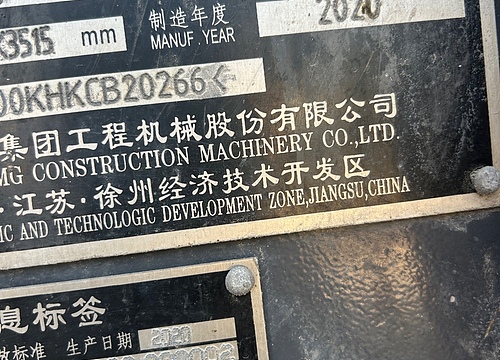 3515 mm
制造年度
MANUF.YEAR
2020
00KHKCB20266
集团工程机械股份有限公司
MG CONSTRUCTION MACHINERY CO.,LTD.
·江苏·徐州经济技术开发区
IC AND TECHNOLOGIC DEVELOPMENT ZONE,JIANGSU,CHINA
息标签
放标准 生产日期 2020